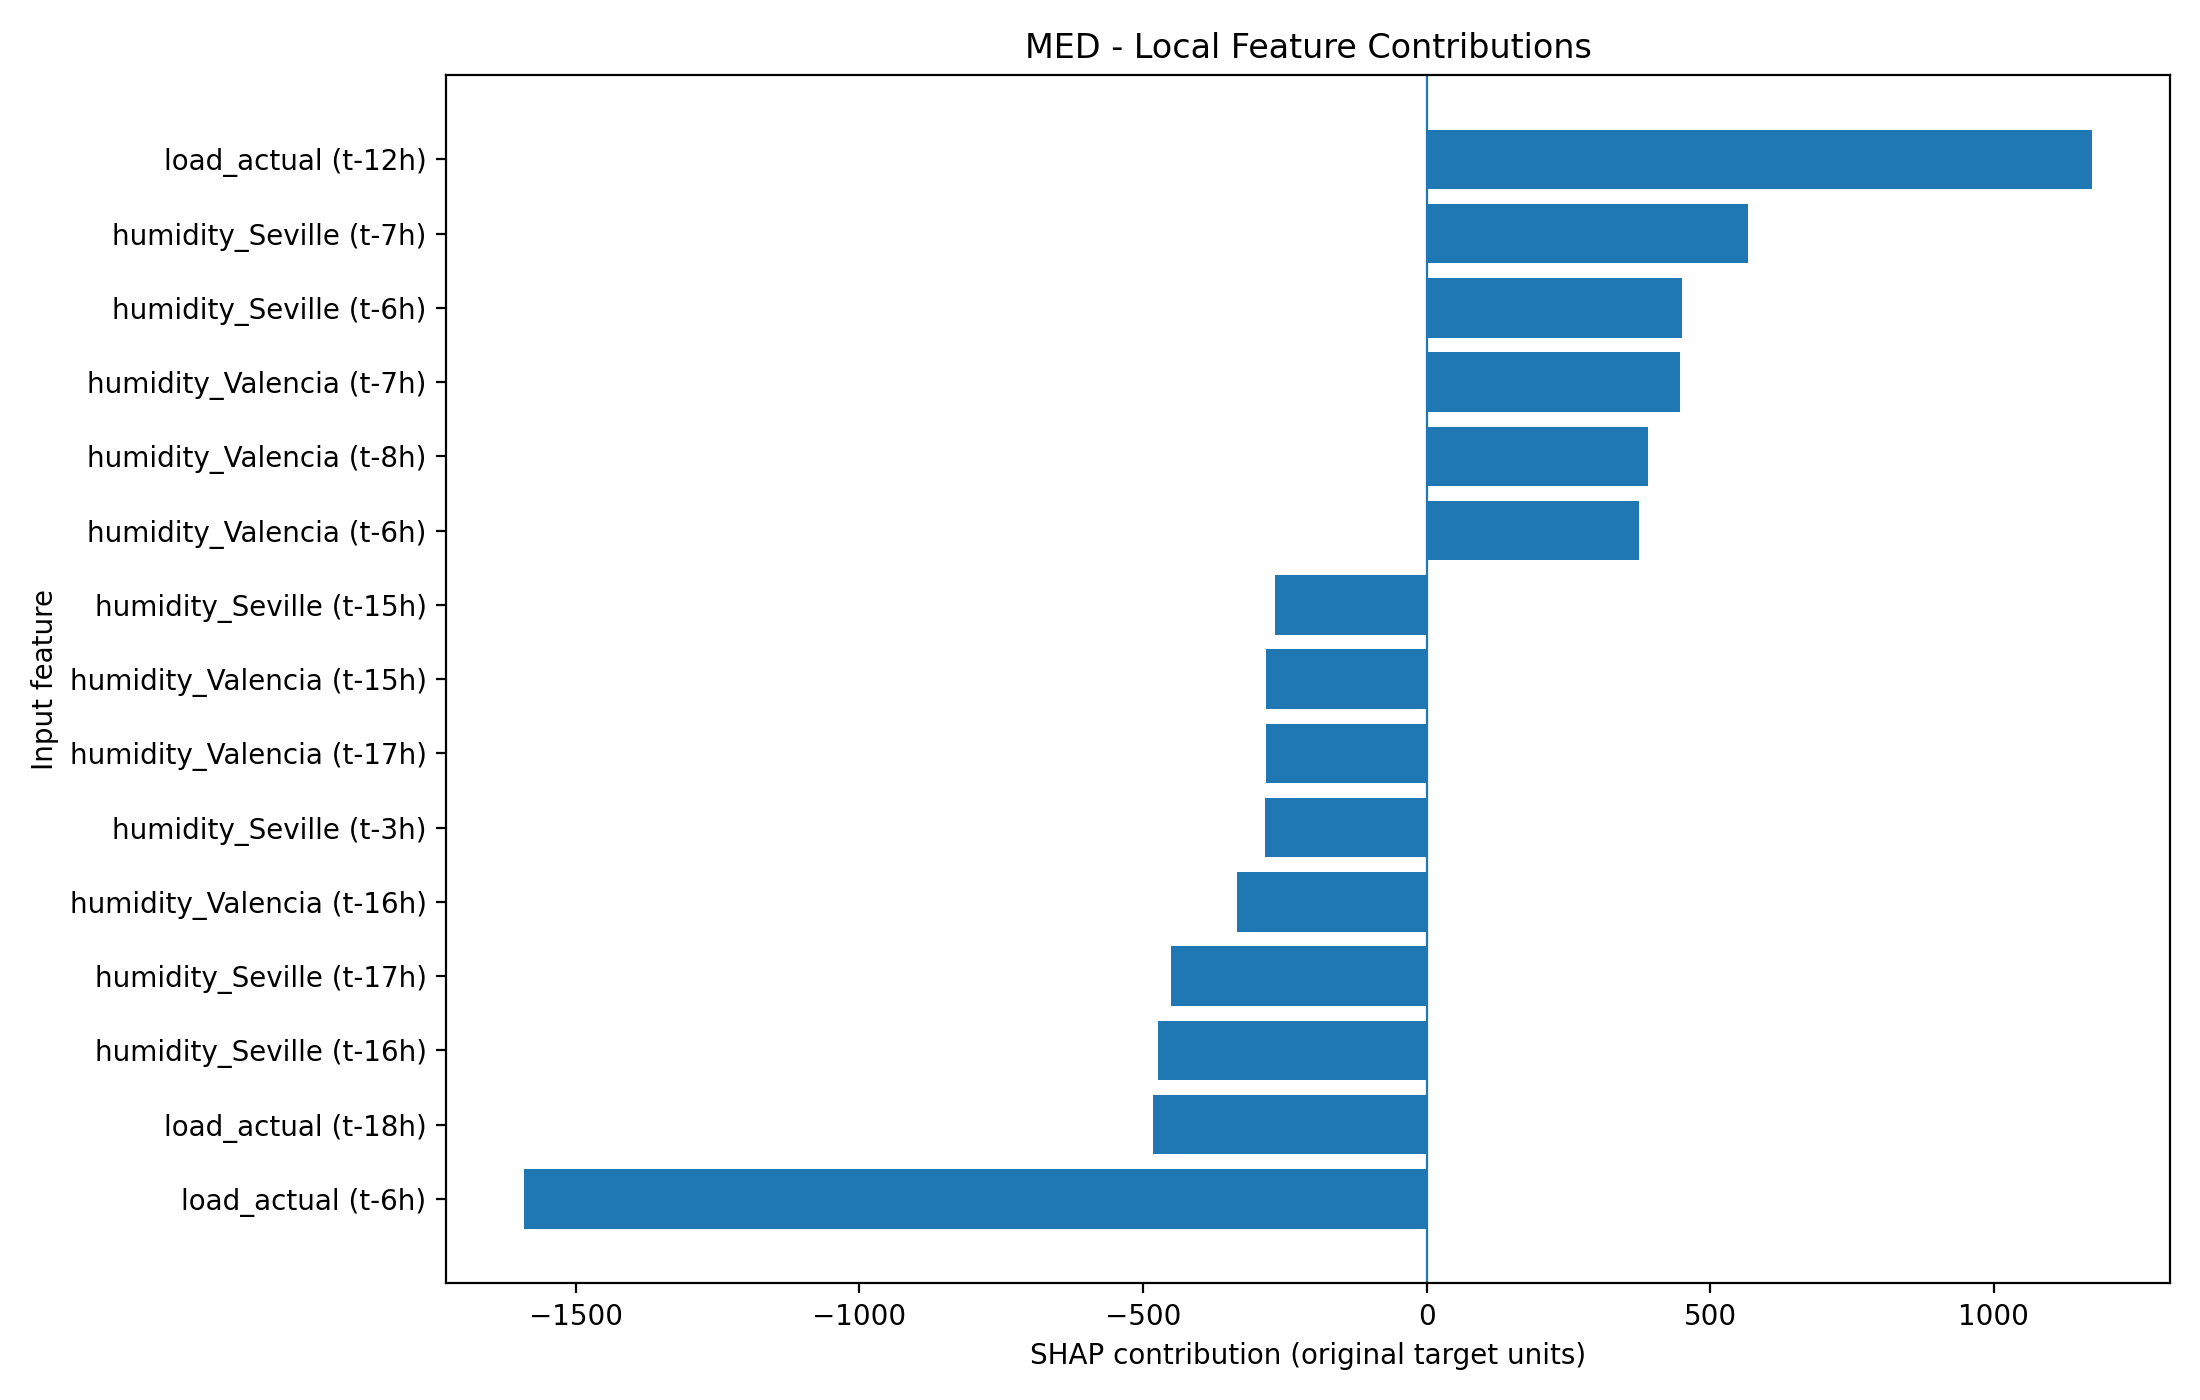 MED - Local Feature Contributions
Input feature
load_actual (t-12h)
humidity_Seville (t-7h)
humidity_Seville (t-6h)
humidity_Valencia (t-7h)
humidity_Valencia (t-8h)
humidity_Valencia (t-6h)
humidity_Seville (t-15h)
humidity_Valencia (t-15h)
humidity_Valencia (t-17h)
humidity_Seville (t-3h)
humidity_Valencia (t-16h)
humidity_Seville (t-17h)
humidity_Seville (t-16h)
load_actual (t-18h)
load_actual (t-6h)
−1500 −1000 −500 0 500 1000
SHAP contribution (original target units)